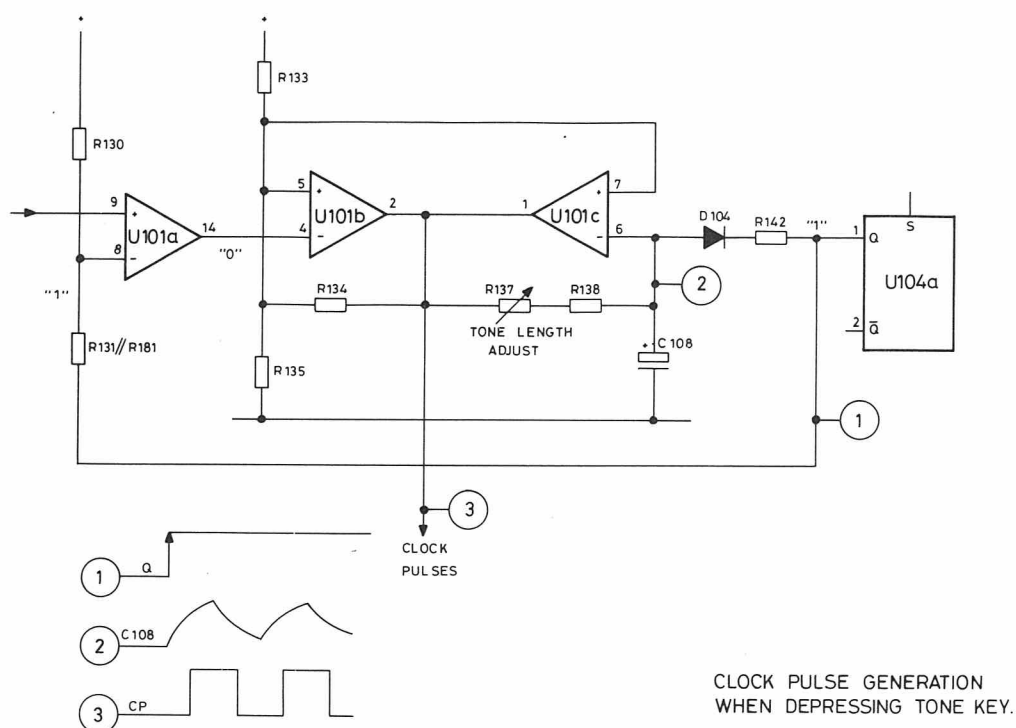 +
+
R133
R130
9
+
U101a
14
8
-
"0"
"1"
5
+
U101b
2
4
-
1
U101c
+
7
6
-
D104
R142
"1"
1
Q
S
U104a
2
Q̅
R131//R181
R134
R137
R138
TONE LENGTH
ADJUST
2
+
C108
R135
1
3
CLOCK
PULSES
1
Q
2
C108
3
CP
CLOCK PULSE GENERATION
WHEN DEPRESSING TONE KEY.